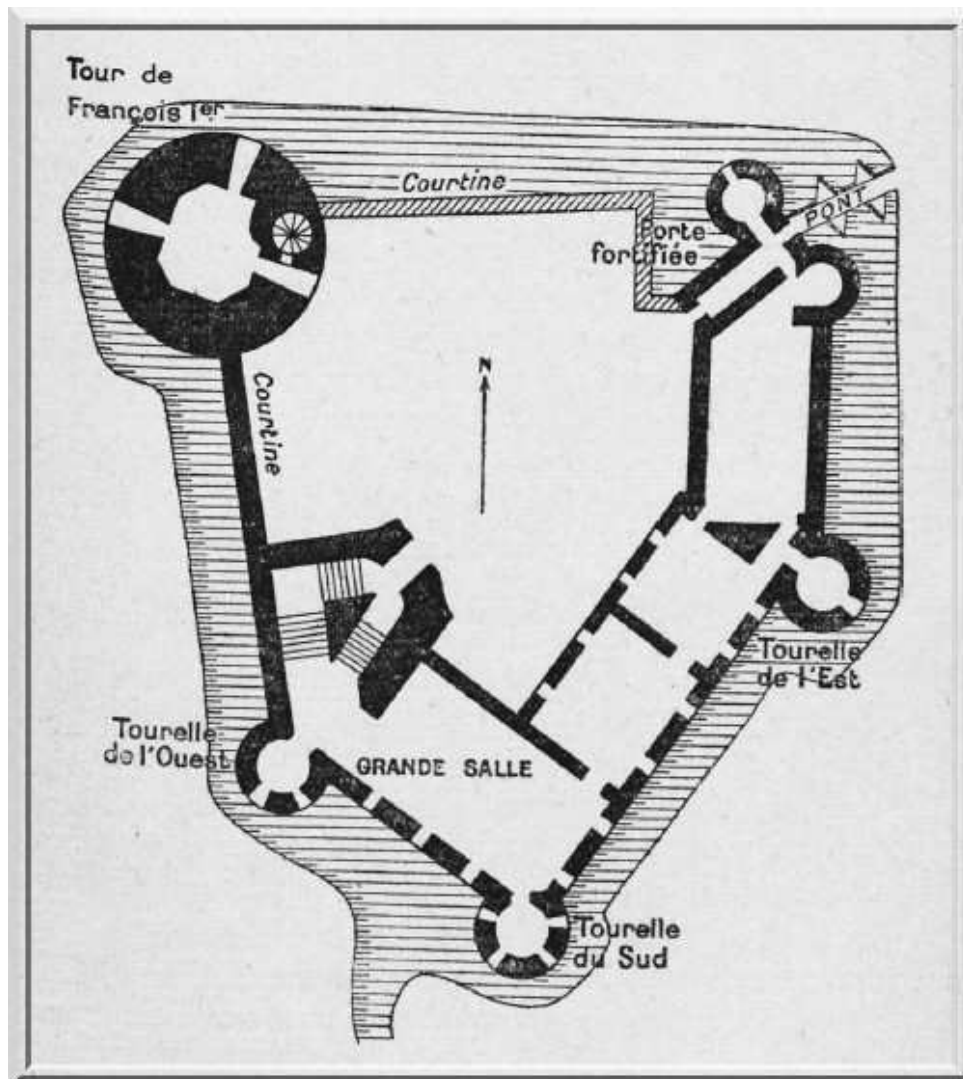 Tour de
François 1er
Courtine
PONT
Porte
fortifiée
N
Courtine
Tourelle
de l'Est
Tourelle
de l'Ouest
GRANDE SALLE
Tourelle
du Sud